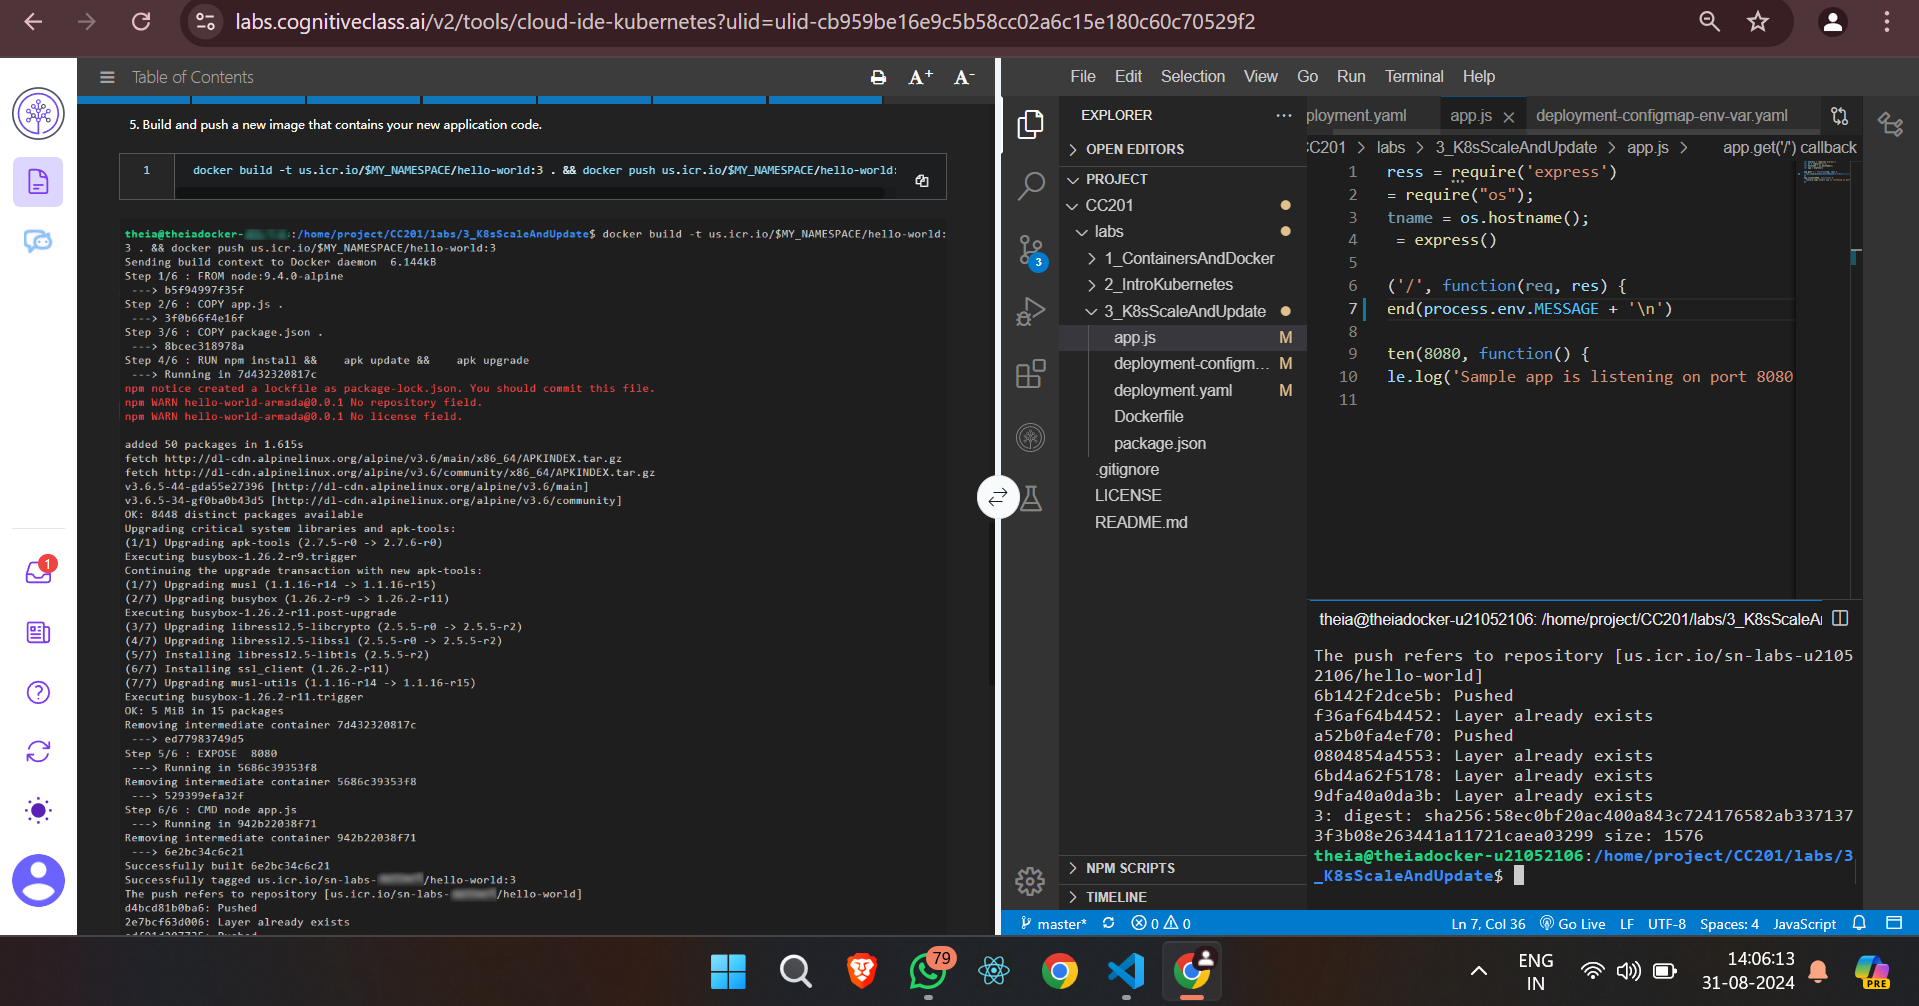 labs.cognitiveclass.ai/v2/tools/cloud-ide-kubernetes?ulid=ulid-cb959be16e9c5b58cc02a6c15e180c60c70529f2
Table of Contents
A+ A-
5. Build and push a new image that contains your new application code.
1 docker build -t us.icr.io/$MY_NAMESPACE/hello-world:3 . && docker push us.icr.io/$MY_NAMESPACE/hello-world:
theia@theiadocker- :/home/project/CC201/labs/3_K8sScaleAndUpdate$ docker build -t us.icr.io/$MY_NAMESPACE/hello-world:
3 . && docker push us.icr.io/$MY_NAMESPACE/hello-world:3
Sending build context to Docker daemon 6.144kB
Step 1/6 : FROM node:9.4.0-alpine
---> b5f94997f35f
Step 2/6 : COPY app.js .
---> 3f0b66f4e16f
Step 3/6 : COPY package.json .
---> 8bcec318978a
Step 4/6 : RUN npm install && apk update && apk upgrade
---> Running in 7d432320817c
npm notice created a lockfile as package-lock.json. You should commit this file.
npm WARN hello-world-armada@0.0.1 No repository field.
npm WARN hello-world-armada@0.0.1 No license field.
added 50 packages in 1.615s
fetch http://dl-cdn.alpinelinux.org/alpine/v3.6/main/x86_64/APKINDEX.tar.gz
fetch http://dl-cdn.alpinelinux.org/alpine/v3.6/community/x86_64/APKINDEX.tar.gz
v3.6.5-44-gda55e27396 [http://dl-cdn.alpinelinux.org/alpine/v3.6/main]
v3.6.5-34-gf0ba0b43d5 [http://dl-cdn.alpinelinux.org/alpine/v3.6/community]
OK: 8448 distinct packages available
Upgrading critical system libraries and apk-tools:
(1/1) Upgrading apk-tools (2.7.5-r0 -> 2.7.6-r0)
Executing busybox-1.26.2-r9.trigger
Continuing the upgrade transaction with new apk-tools:
(1/7) Upgrading musl (1.1.16-r14 -> 1.1.16-r15)
(2/7) Upgrading busybox (1.26.2-r9 -> 1.26.2-r11)
Executing busybox-1.26.2-r11.post-upgrade
(3/7) Upgrading libressl2.5-libcrypto (2.5.5-r0 -> 2.5.5-r2)
(4/7) Upgrading libressl2.5-libssl (2.5.5-r0 -> 2.5.5-r2)
(5/7) Installing libressl2.5-libtls (2.5.5-r2)
(6/7) Installing ssl_client (1.26.2-r11)
(7/7) Upgrading musl-utils (1.1.16-r14 -> 1.1.16-r15)
Executing busybox-1.26.2-r11.trigger
OK: 5 MiB in 15 packages
Removing intermediate container 7d432320817c
---> ed77983749d5
Step 5/6 : EXPOSE 8080
---> Running in 5686c39353f8
Removing intermediate container 5686c39353f8
---> 529399efa32f
Step 6/6 : CMD node app.js
---> Running in 942b22038f71
Removing intermediate container 942b22038f71
---> 6e2bc34c6c21
Successfully built 6e2bc34c6c21
Successfully tagged us.icr.io/sn-labs- /hello-world:3
The push refers to repository [us.icr.io/sn-labs- /hello-world]
d4bcd81b0ba6: Pushed
2e7bcf63d006: Layer already exists
1
File Edit Selection View Go Run Terminal Help
EXPLORER ...
OPEN EDITORS
PROJECT
CC201
labs
1_ContainersAndDocker
2_IntroKubernetes
3_K8sScaleAndUpdate
app.js M
deployment-configm... M
deployment.yaml M
Dockerfile
package.json
.gitignore
LICENSE
README.md
NPM SCRIPTS
TIMELINE
3
ployment.yaml app.js deployment-configmap-env-var.yaml
CC201 > labs > 3_K8sScaleAndUpdate > app.js > app.get('/') callback
1 ress = require('express')
2 = require("os");
3 tname = os.hostname();
4 = express()
5
6 ('/', function(req, res) {
7 end(process.env.MESSAGE + '\n')
8
9 ten(8080, function() {
10 le.log('Sample app is listening on port 8080
11
theia@theiadocker-u21052106: /home/project/CC201/labs/3_K8sScaleA
The push refers to repository [us.icr.io/sn-labs-u2105
2106/hello-world]
6b142f2dce5b: Pushed
f36af64b4452: Layer already exists
a52b0fa4ef70: Pushed
0804854a4553: Layer already exists
6bd4a62f5178: Layer already exists
9dfa40a0da3b: Layer already exists
3: digest: sha256:58ec0bf20ac400a843c724176582ab337137
3f3b08e263441a11721caea03299 size: 1576
theia@theiadocker-u21052106:/home/project/CC201/labs/3
_K8sScaleAndUpdate$
master* 0 0 Ln 7, Col 36 Go Live LF UTF-8 Spaces: 4 JavaScript
79
ENG
IN
14:06:13
31-08-2024
PRE